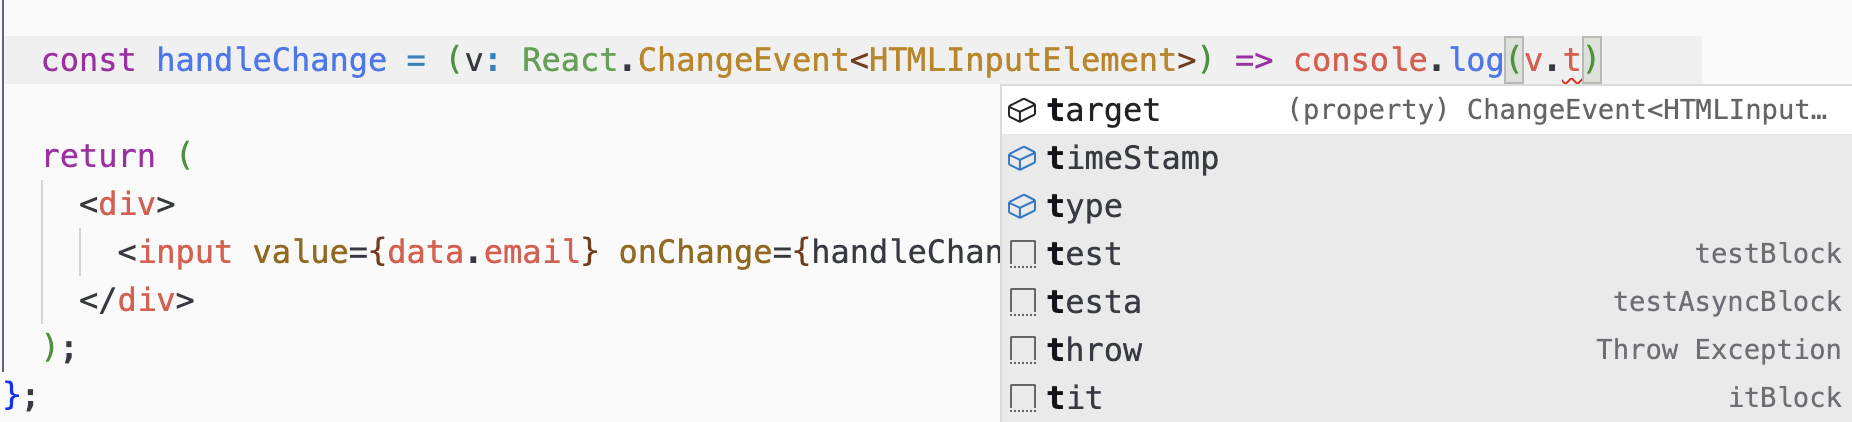 const handleChange = (v: React.ChangeEvent<HTMLInputElement>) => console.log(v.t)
target (property) ChangeEvent<HTMLInput…
return (
timeStamp
<div>
type
<input value={data.email} onChange={handleChan
test testBlock
</div>
testa testAsyncBlock
);
throw Throw Exception
};
tit itBlock